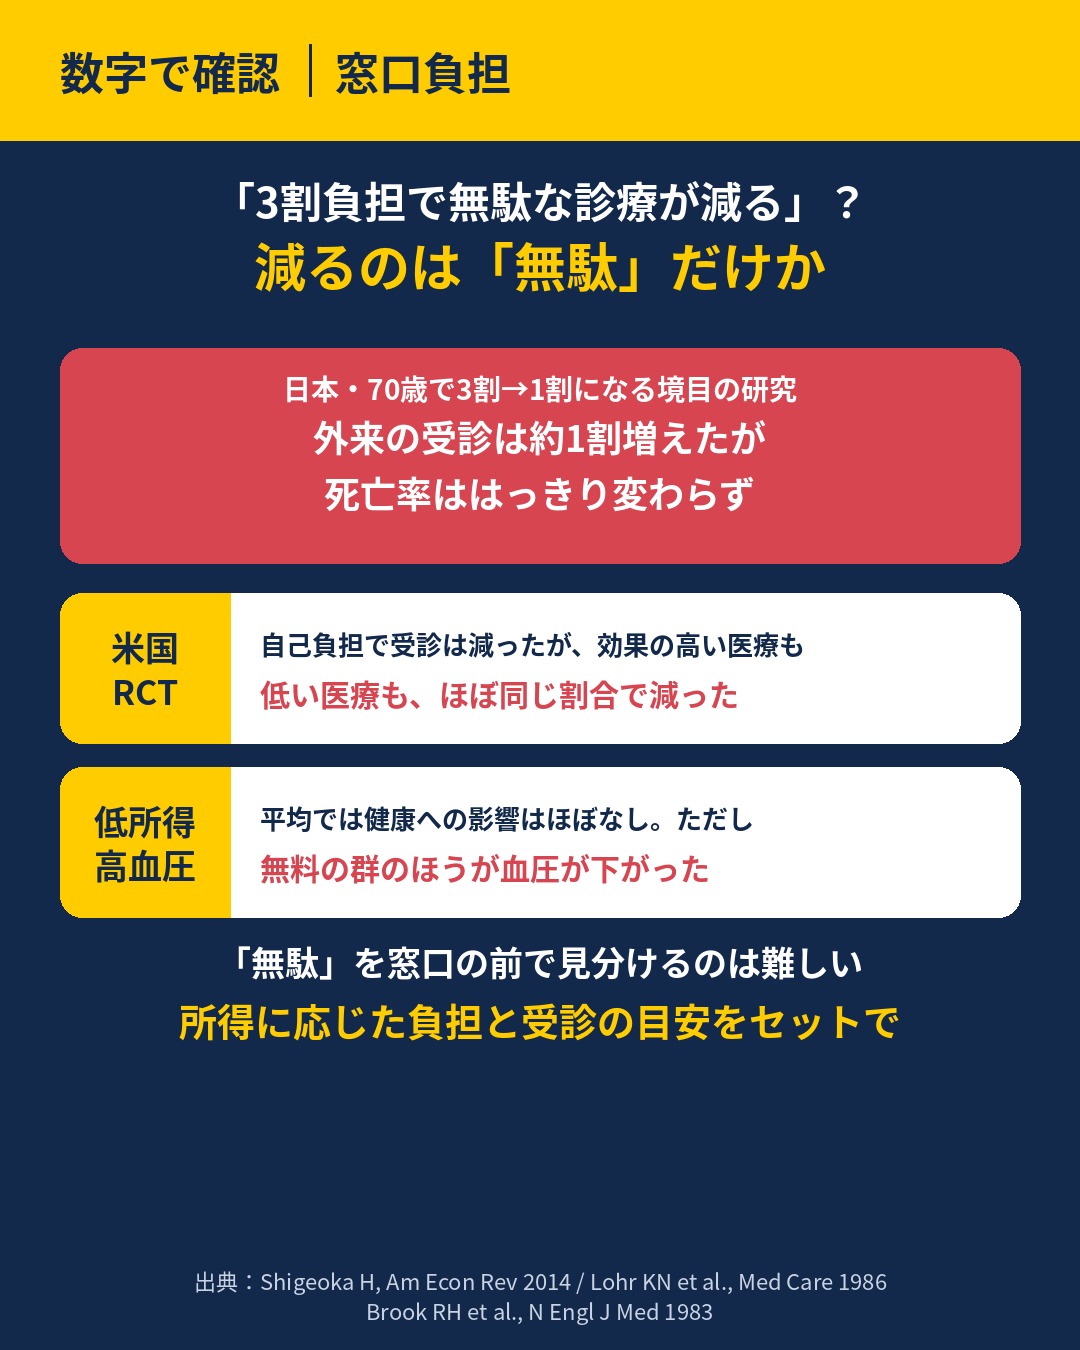 数字で確認｜窓口負担
「3割負担で無駄な診療が減る」？
減るのは「無駄」だけか
日本・70歳で3割→1割になる境目の研究
外来の受診は約1割増えたが
死亡率ははっきり変わらず
米国
RCT
自己負担で受診は減ったが、効果の高い医療も
低い医療も、ほぼ同じ割合で減った
低所得
高血圧
平均では健康への影響はほぼなし。ただし
無料の群のほうが血圧が下がった
「無駄」を窓口の前で見分けるのは難しい
所得に応じた負担と受診の目安をセットで
出典：Shigeoka H, Am Econ Rev 2014 / Lohr KN et al., Med Care 1986
Brook RH et al., N Engl J Med 1983